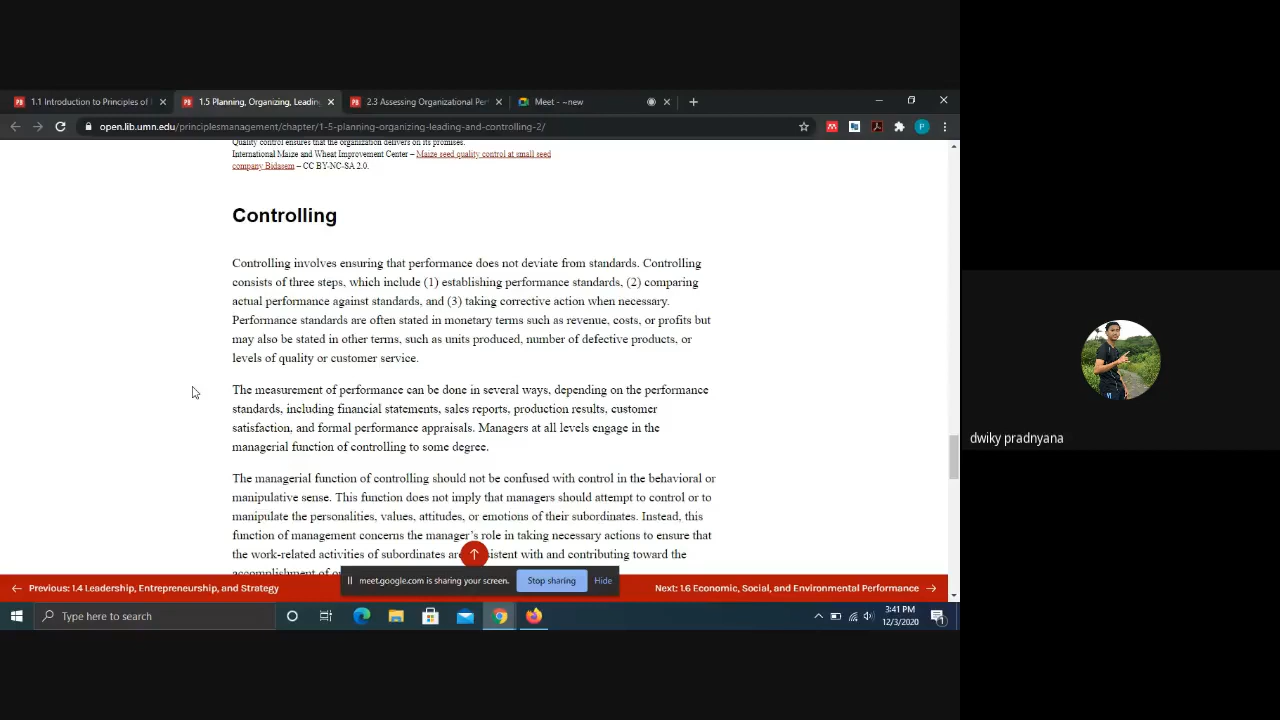 1.1 Introduction to Principles of
1.5 Planning, Organizing, Leadin
2.3 Assessing Organizational Per
Meet - ~new
open.lib.umn.edu/principlesmanagement/chapter/1-5-planning-organizing-leading-and-controlling-2/
P
Quality control ensures that the organization delivers on its promises.
International Maize and Wheat Improvement Center – Maize seed quality control at small seed
company Bidasem – CC BY-NC-SA 2.0.
Controlling
Controlling involves ensuring that performance does not deviate from standards. Controlling
consists of three steps, which include (1) establishing performance standards, (2) comparing
actual performance against standards, and (3) taking corrective action when necessary.
Performance standards are often stated in monetary terms such as revenue, costs, or profits but
may also be stated in other terms, such as units produced, number of defective products, or
levels of quality or customer service.
The measurement of performance can be done in several ways, depending on the performance
standards, including financial statements, sales reports, production results, customer
satisfaction, and formal performance appraisals. Managers at all levels engage in the
managerial function of controlling to some degree.
The managerial function of controlling should not be confused with control in the behavioral or
manipulative sense. This function does not imply that managers should attempt to control or to
manipulate the personalities, values, attitudes, or emotions of their subordinates. Instead, this
function of management concerns the manager's role in taking necessary actions to ensure that
the work-related activities of subordinates are sistent with and contributing toward the
accomplishment of
meet.google.com is sharing your screen.
Stop sharing
Hide
Previous: 1.4 Leadership, Entrepreneurship, and Strategy
Next: 1.6 Economic, Social, and Environmental Performance
Type here to search
3:41 PM
12/3/2020
1
dwiky pradnyana